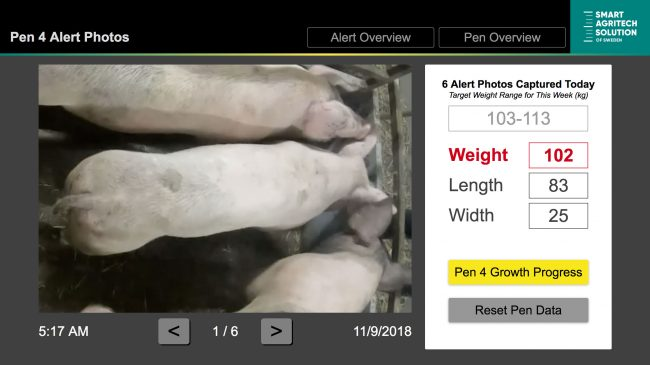 Pen 4 Alert Photos
Alert Overview
Pen Overview
SMART
AGRITECH
SOLUTION
OF SWEDEN
6 Alert Photos Captured Today
Target Weight Range for This Week (kg)
103-113
Weight 102
Length 83
Width 25
Pen 4 Growth Progress
Reset Pen Data
5:17 AM
<
1 / 6
>
11/9/2018